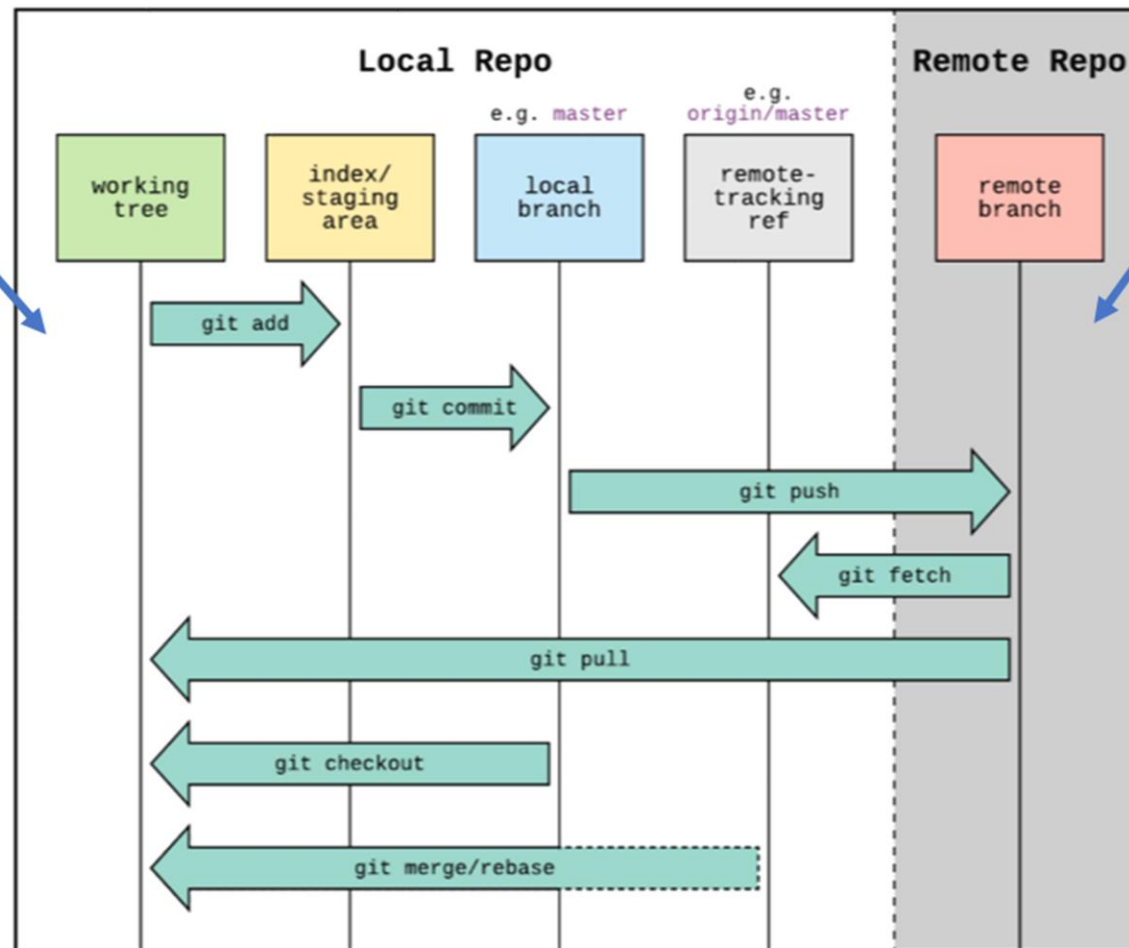 Local Repo
Remote Repo
e.g. master
e.g.
origin/master
working
tree
index/
staging
area
local
branch
remote-
tracking
ref
remote
branch
git add
git commit
git push
git fetch
git pull
git checkout
git merge/rebase